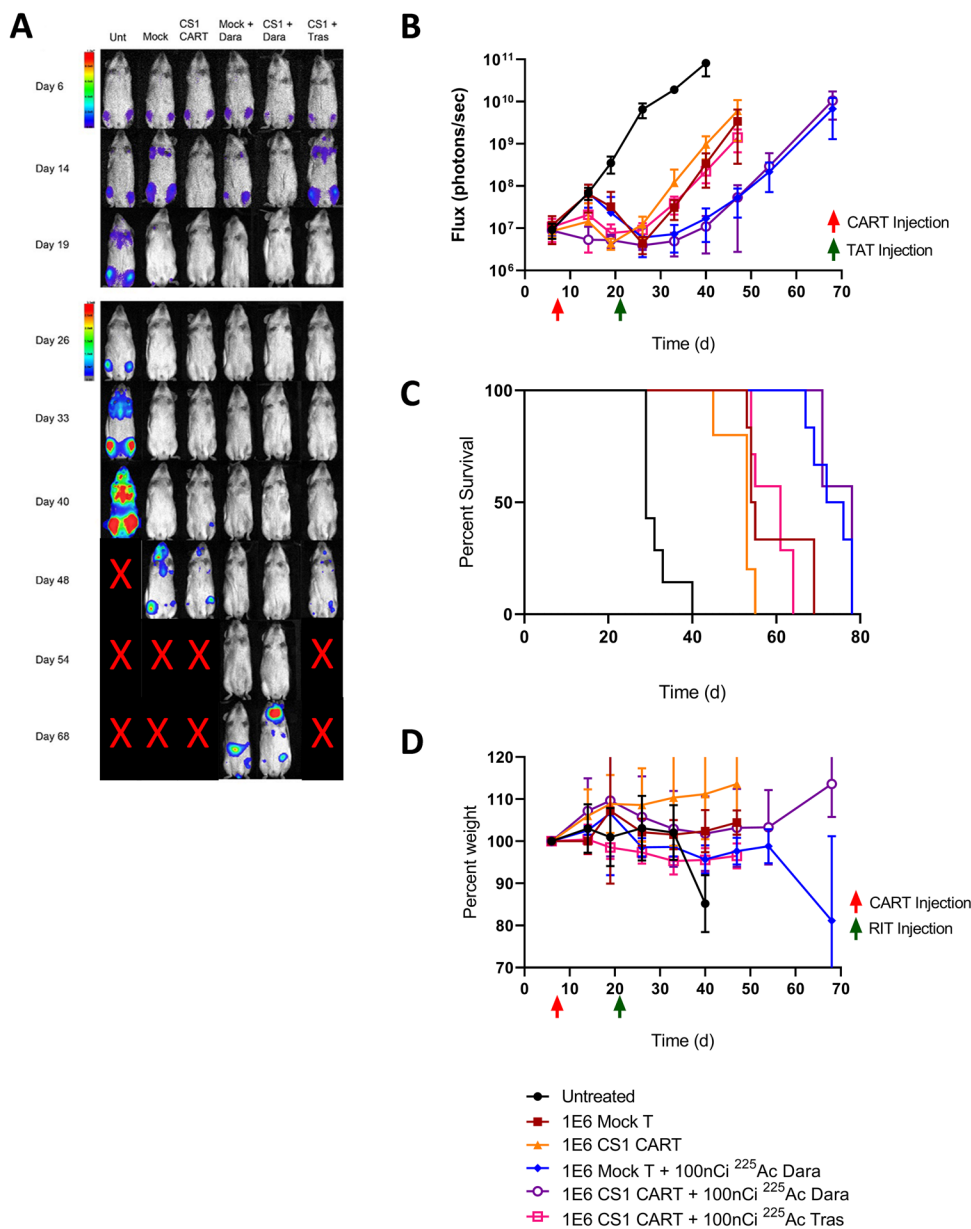 A
Unt
Mock
CS1 CART
Mock + Dara
CS1 + Dara
CS1 + Tras
Day 6
Day 14
Day 19
Day 26
Day 33
Day 40
Day 48
X
Day 54
X X X X
Day 68
X X X X
B
Flux (photons/sec)
10¹¹
10¹⁰
10⁹
10⁸
10⁷
10⁶
0 10 20 30 40 50 60 70
Time (d)
CART Injection
TAT Injection
C
Percent Survival
100
50
0
0 20 40 60 80
Time (d)
D
Percent weight
120
110
100
90
80
70
0 10 20 30 40 50 60 70
Time (d)
CART Injection
RIT Injection
Untreated
1E6 Mock T
1E6 CS1 CART
1E6 Mock T + 100nCi ²²⁵Ac Dara
1E6 CS1 CART + 100nCi ²²⁵Ac Dara
1E6 CS1 CART + 100nCi ²²⁵Ac Tras